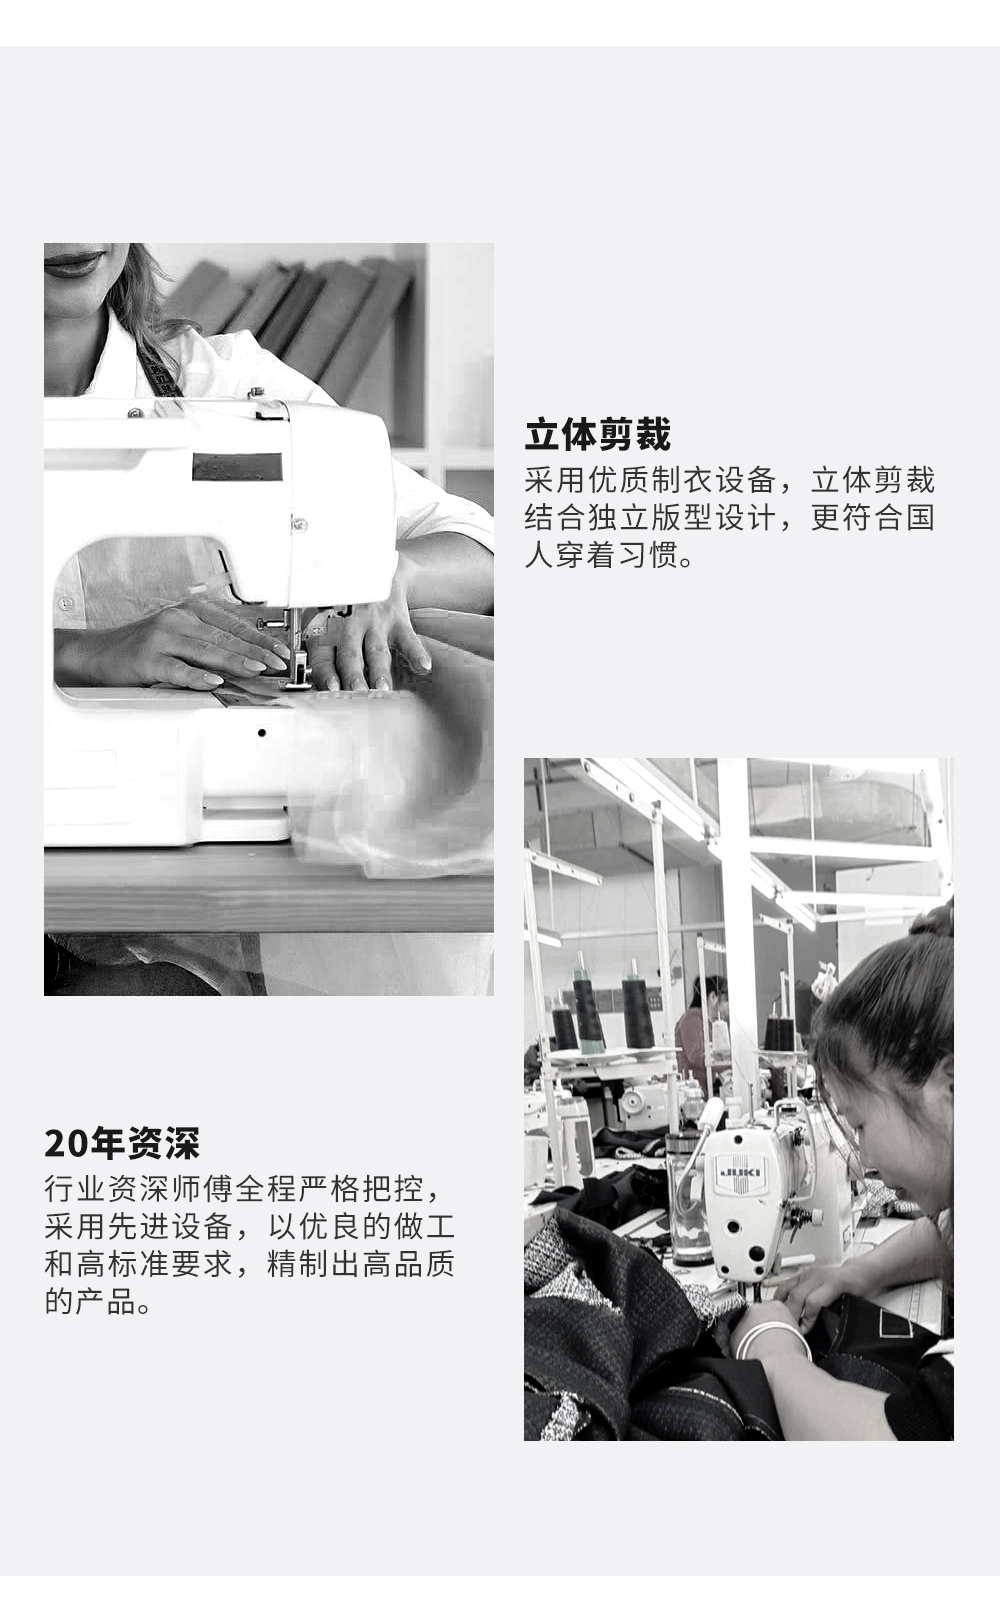 立体剪裁
采用优质制衣设备，立体剪裁
结合独立版型设计，更符合国
人穿着习惯。
JUKI
20年资深
行业资深师傅全程严格把控，
采用先进设备，以优良的做工
和高标准要求，精制出高品质
的产品。